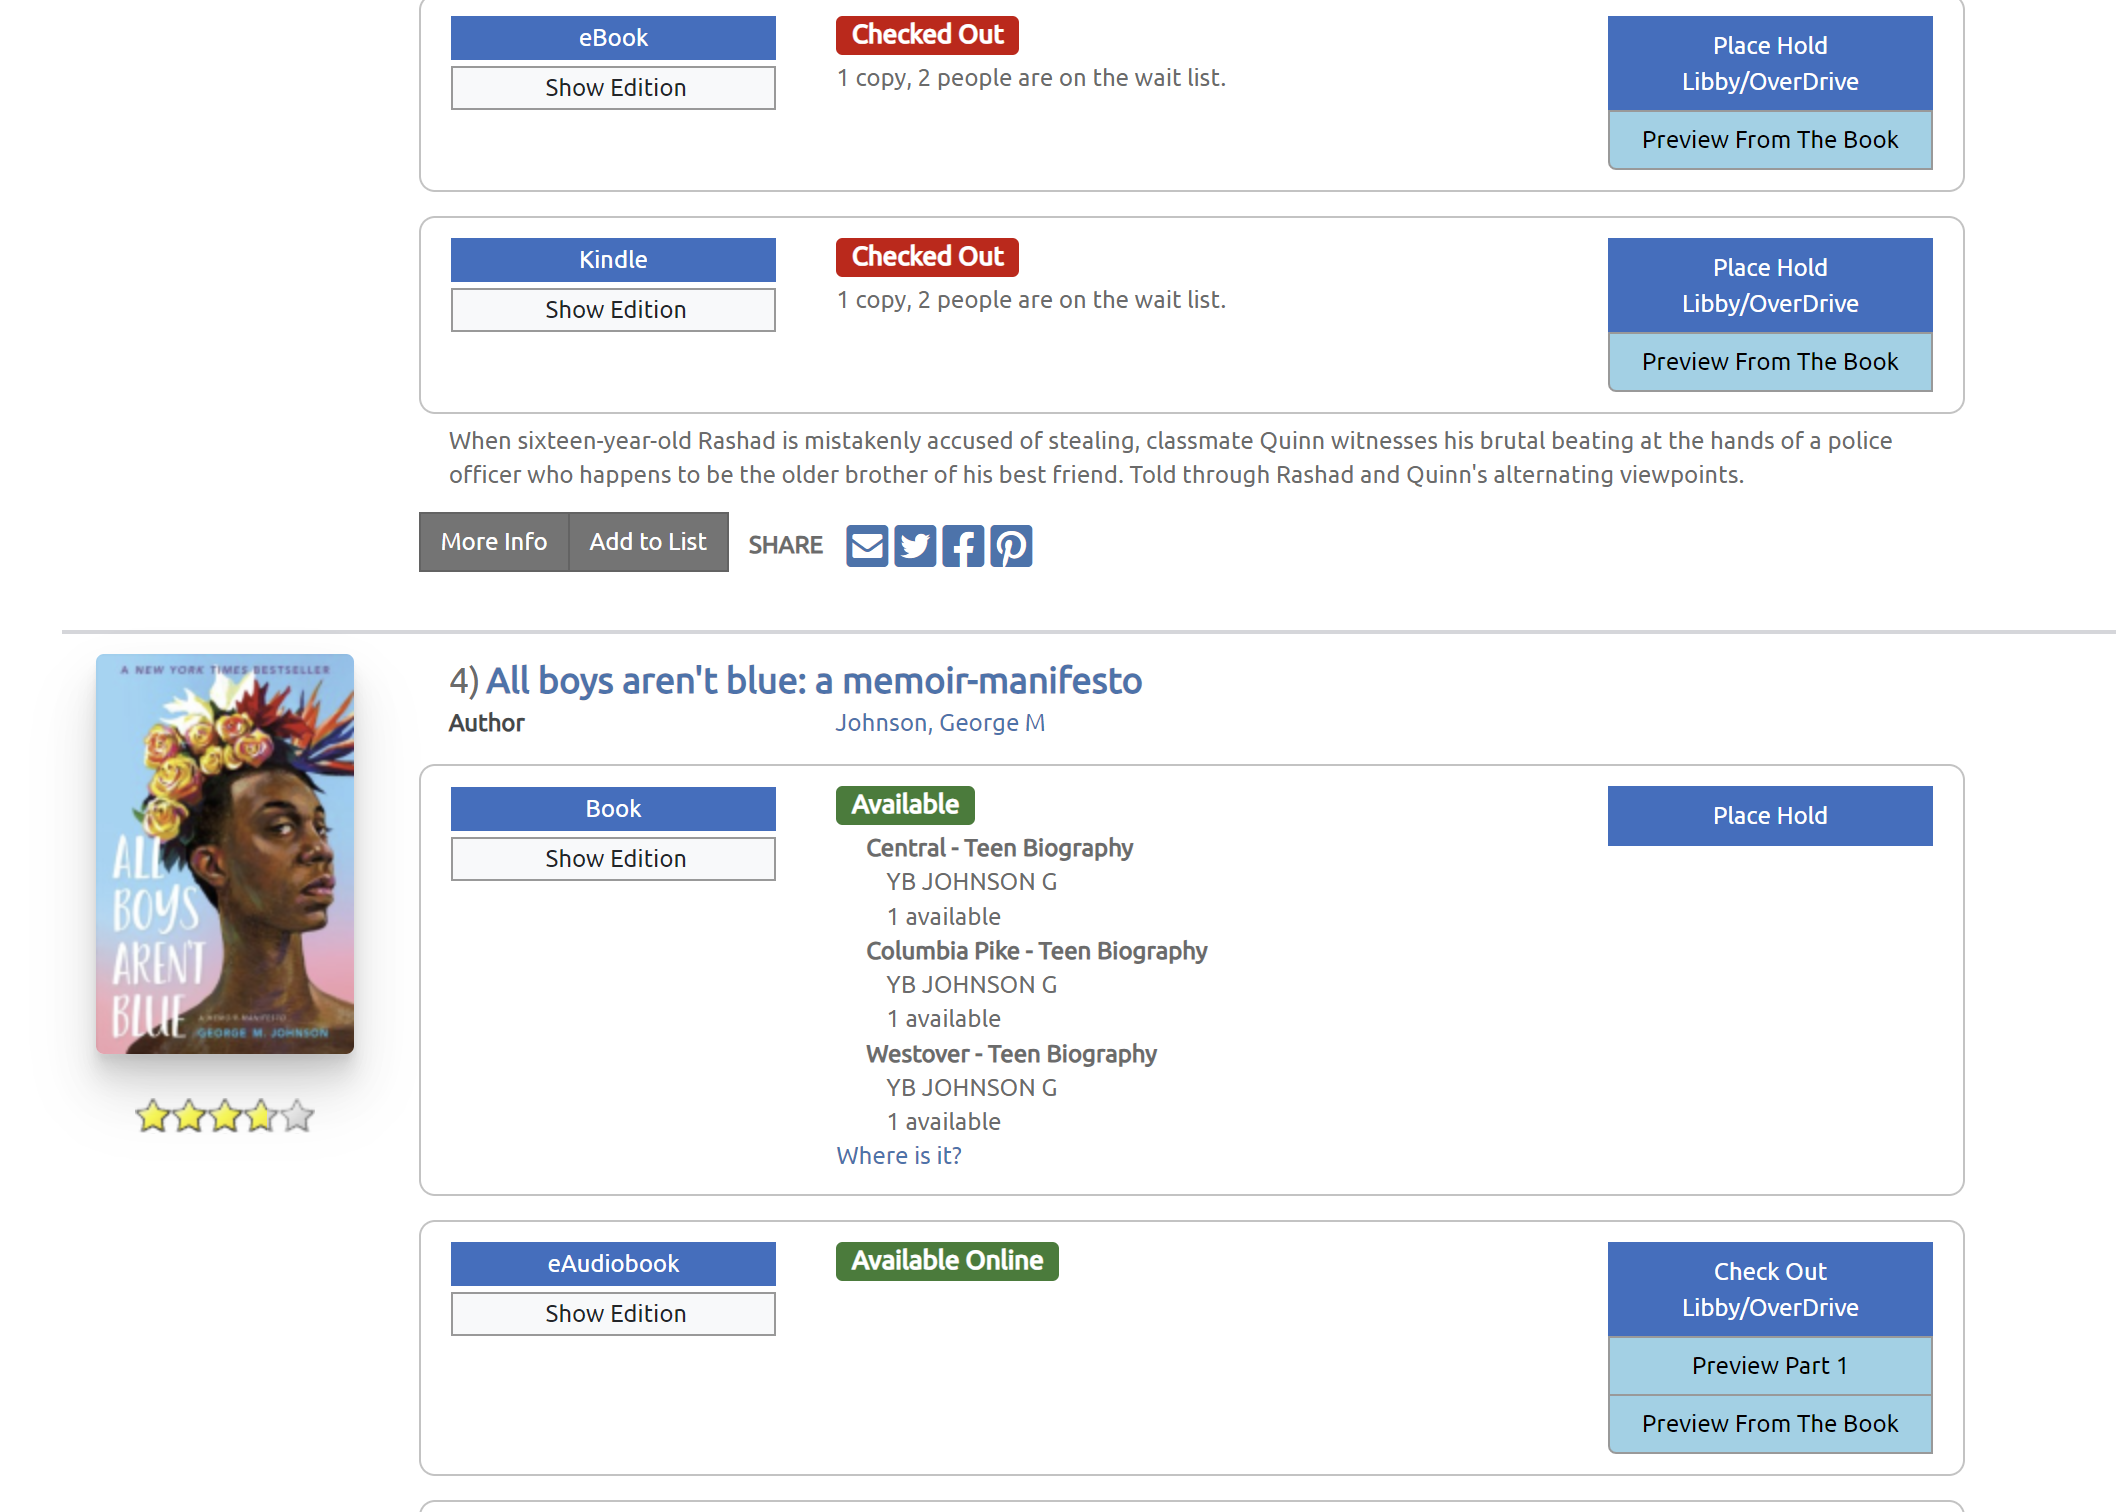 eBook
Show Edition
Checked Out
1 copy, 2 people are on the wait list.
Place Hold
Libby/OverDrive
Preview From The Book
Kindle
Show Edition
Checked Out
1 copy, 2 people are on the wait list.
Place Hold
Libby/OverDrive
Preview From The Book
When sixteen-year-old Rashad is mistakenly accused of stealing, classmate Quinn witnesses his brutal beating at the hands of a police
officer who happens to be the older brother of his best friend. Told through Rashad and Quinn's alternating viewpoints.
More Info
Add to List
SHARE
A NEW YORK TIMES BESTSELLER
ALL
BOYS
AREN'T
BLUE
A MEMOIR-MANIFESTO
GEORGE M. JOHNSON
4) All boys aren't blue: a memoir-manifesto
Author
Johnson, George M
Book
Show Edition
Available
Central - Teen Biography
YB JOHNSON G
1 available
Columbia Pike - Teen Biography
YB JOHNSON G
1 available
Westover - Teen Biography
YB JOHNSON G
1 available
Where is it?
Place Hold
eAudiobook
Show Edition
Available Online
Check Out
Libby/OverDrive
Preview Part 1
Preview From The Book